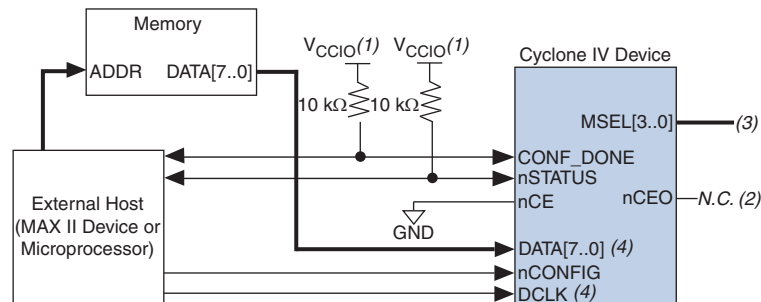 Memory
ADDR DATA[7..0]
VCCIO(1) VCCIO(1)
10 kΩ 10 kΩ
Cyclone IV Device
MSEL[3..0] (3)
CONF_DONE
nSTATUS
nCE nCEO N.C. (2)
GND
External Host
(MAX II Device or
Microprocessor)
DATA[7..0] (4)
nCONFIG
DCLK (4)